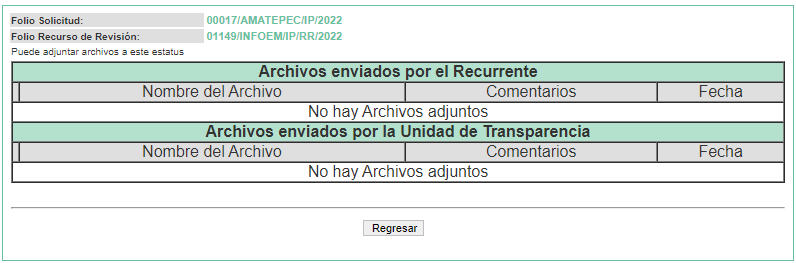 Folio Solicitud: 00017/AMATEPEC/IP/2022
Folio Recurso de Revisión: 01149/INFOEM/IP/RR/2022
Puede adjuntar archivos a este estatus
Archivos enviados por el Recurrente
Nombre del Archivo Comentarios Fecha
No hay Archivos adjuntos
Archivos enviados por la Unidad de Transparencia
Nombre del Archivo Comentarios Fecha
No hay Archivos adjuntos
Regresar